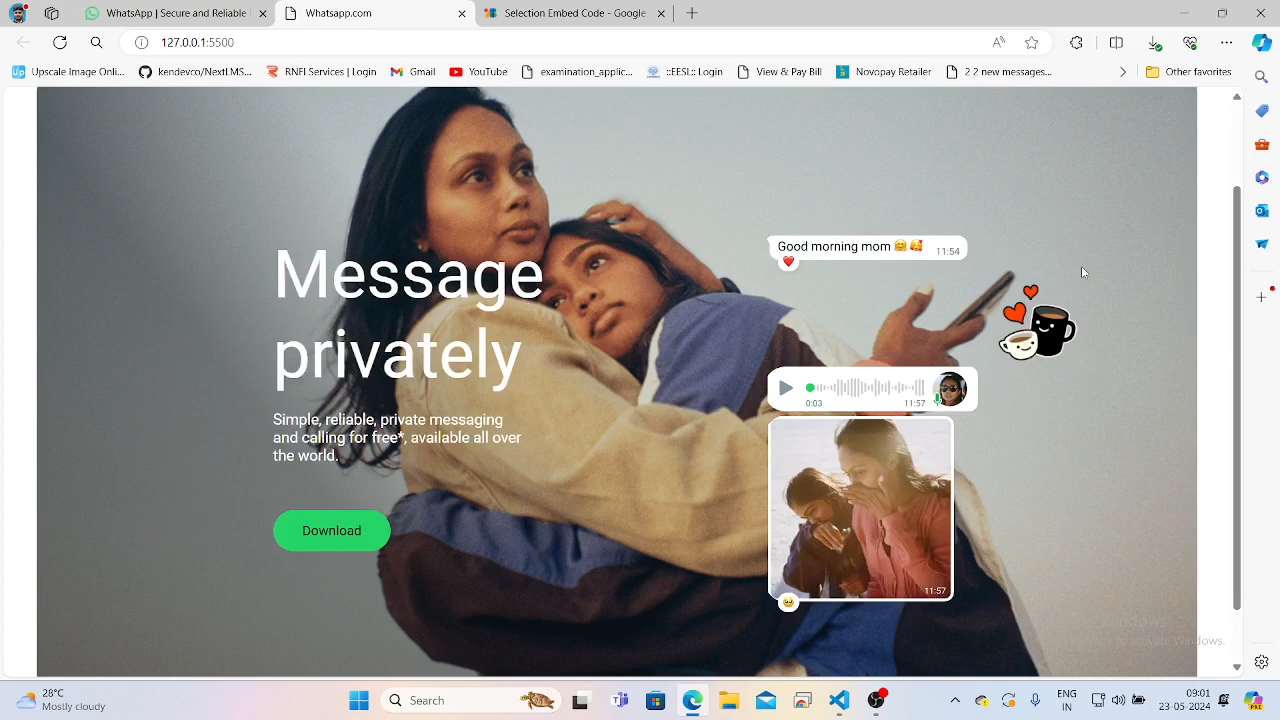 WhatsApp | Secure and Reliable
Whatsapp.com
Selection Embed Code - Google
127.0.0.1:5500
Upscale Image Onl...
kendano/NextLMS...
RNFI Services | Login
Gmail
YouTube
examination_applic...
::EESL:: Login
View & Pay Bill
Novopay Retailer
2 2 new messages...
Other favorites
Message
privately
Simple, reliable, private messaging
and calling for free*, available all over
the world.
Download
Good morning mom 🤗 🥰 11:54
0:03 11:57
11:57
28°C
Mostly cloudy
Search
ENG
IN
09:01
23-05-2024